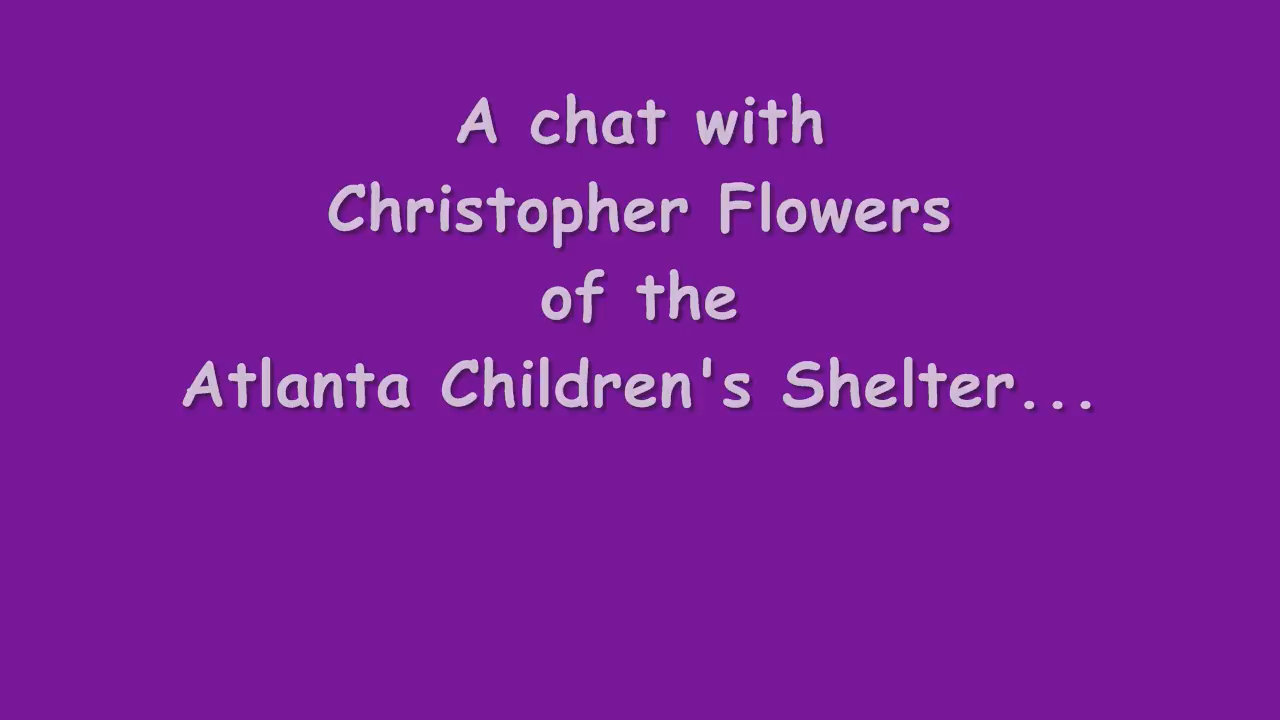 A chat with
Christopher Flowers
of the
Atlanta Children's Shelter...